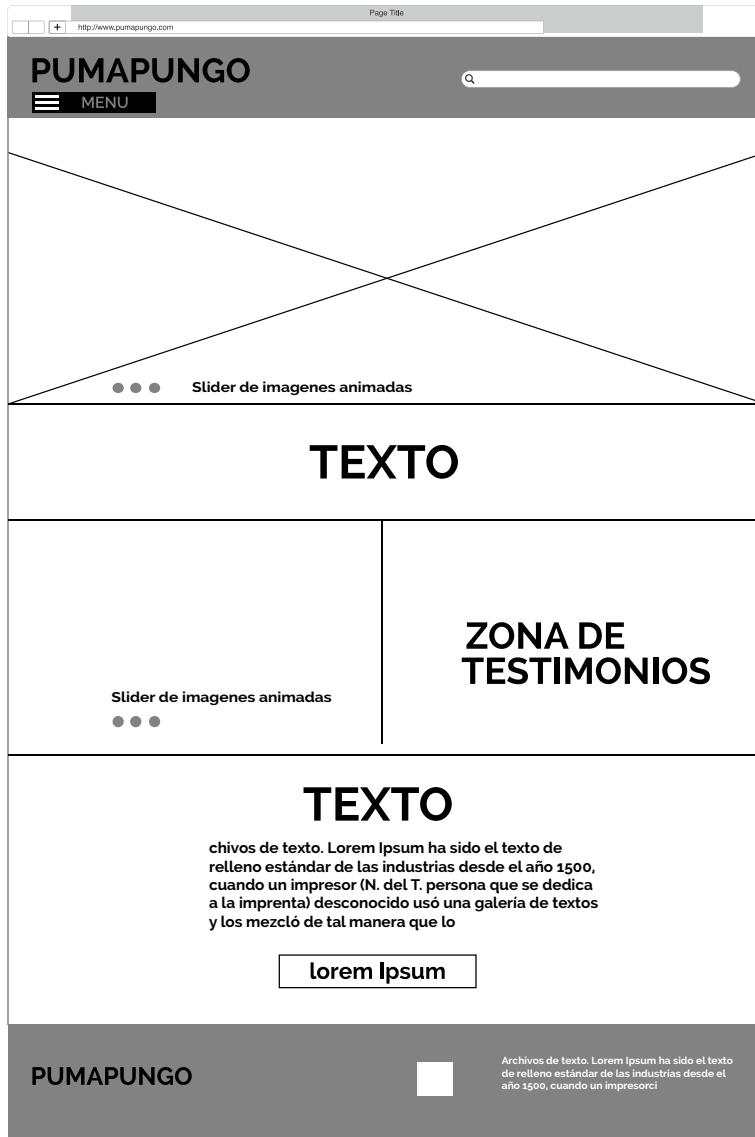 Page Title
http://www.pumapungo.com
PUMAPUNGO
MENU
Slider de imagenes animadas
TEXTO
ZONA DE
TESTIMONIOS
Slider de imagenes animadas
TEXTO
chivos de texto. Lorem Ipsum ha sido el texto de
relleno estándar de las industrias desde el año 1500,
cuando un impresor (N. del T. persona que se dedica
a la imprenta) desconocido usó una galería de textos
y los mezcló de tal manera que lo
lorem Ipsum
PUMAPUNGO
Archivos de texto. Lorem Ipsum ha sido el texto
de relleno estándar de las industrias desde el
año 1500, cuando un impresorci